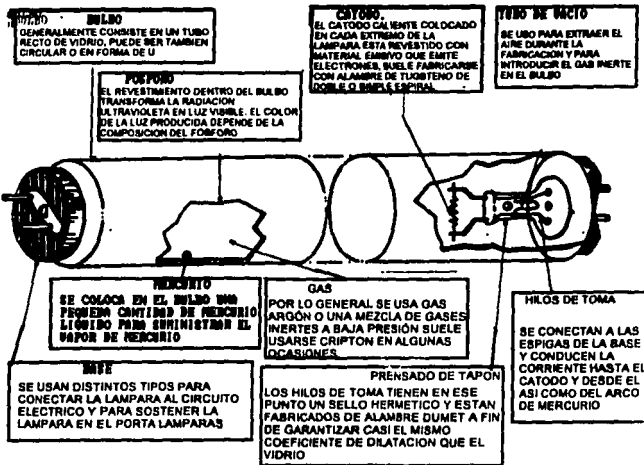 BULBO
GENERALMENTE CONSISTE EN UN TUBO
RECTO DE VIDRIO, PUEDE SER TAMBIEN
CIRCULAR O EN FORMA DE U
FOSFORO
EL REVESTIMIENTO DENTRO DEL BULBO
TRANSFORMA LA RADIACION
ULTRAVIOLETA EN LUZ VISIBLE. EL COLOR
DE LA LUZ PRODUCIDA DEPENDE DE LA
COMPOSICION DEL FOSFORO
CATODO.
EL CATODO CALIENTE COLOCADO
EN CADA EXTREMO DE LA
LAMPARA ESTA REVESTIDO CON
MATERIAL EMISIVO QUE EMITE
ELECTRONES, SUELE FABRICARSE
CON ALAMBRE DE TUOSTENO DE
DOBLE O SIMPLE ESPIRAL
TUBO DE VACIO
SE USO PARA EXTRAER EL
AIRE DURANTE LA
FABRICACION Y PARA
INTRODUCIR EL GAS INERTE
EN EL BULBO
MERCURIO
SE COLOCA EN EL BULBO UNA
PEQUEÑA CANTIDAD DE MERCURIO
LIQUIDO PARA SUMINISTRAR EL
VAPOR DE MERCURIO
GAS
POR LO GENERAL SE USA GAS
ARGÓN O UNA MEZCLA DE GASES
INERTES A BAJA PRESIÓN SUELE
USARSE CRIPTON EN ALGUNAS
OCASIONES
HILOS DE TOMA
SE CONECTAN A LAS
ESPIGAS DE LA BASE
Y CONDUCEN LA
CORRIENTE HASTA EL
CATODO Y DESDE EL
ASI COMO DEL ARCO
DE MERCURIO
BASE
SE USAN DISTINTOS TIPOS PARA
CONECTAR LA LAMPARA AL CIRCUITO
ELECTRICO Y PARA SOSTENER LA
LAMPARA EN EL PORTA LAMPARAS
PRENSADO DE TAPON
LOS HILOS DE TOMA TIENEN EN ESE
PUNTO UN SELLO HERMETICO Y ESTAN
FABRICADOS DE ALAMBRE DUMET A FIN
DE GARANTIZAR CASI EL MISMO
COEFICIENTE DE DILATACION QUE EL
VIDRIO